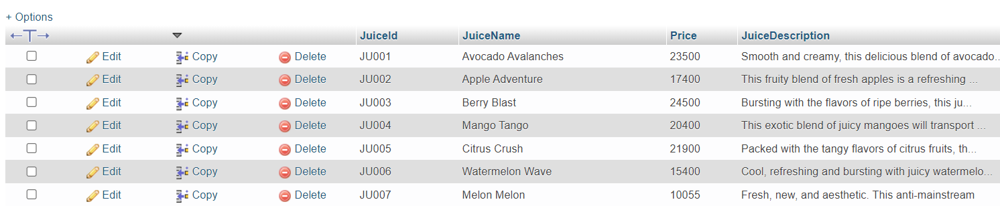 + Options
←T→ JuiceId JuiceName Price JuiceDescription
Edit Copy Delete JU001 Avocado Avalanches 23500 Smooth and creamy, this delicious blend of avocado...
Edit Copy Delete JU002 Apple Adventure 17400 This fruity blend of fresh apples is a refreshing ...
Edit Copy Delete JU003 Berry Blast 24500 Bursting with the flavors of ripe berries, this ju...
Edit Copy Delete JU004 Mango Tango 20400 This exotic blend of juicy mangoes will transport ...
Edit Copy Delete JU005 Citrus Crush 21900 Packed with the tangy flavors of citrus fruits, th...
Edit Copy Delete JU006 Watermelon Wave 15400 Cool, refreshing and bursting with juicy watermelo...
Edit Copy Delete JU007 Melon Melon 10055 Fresh, new, and aesthetic. This anti-mainstream